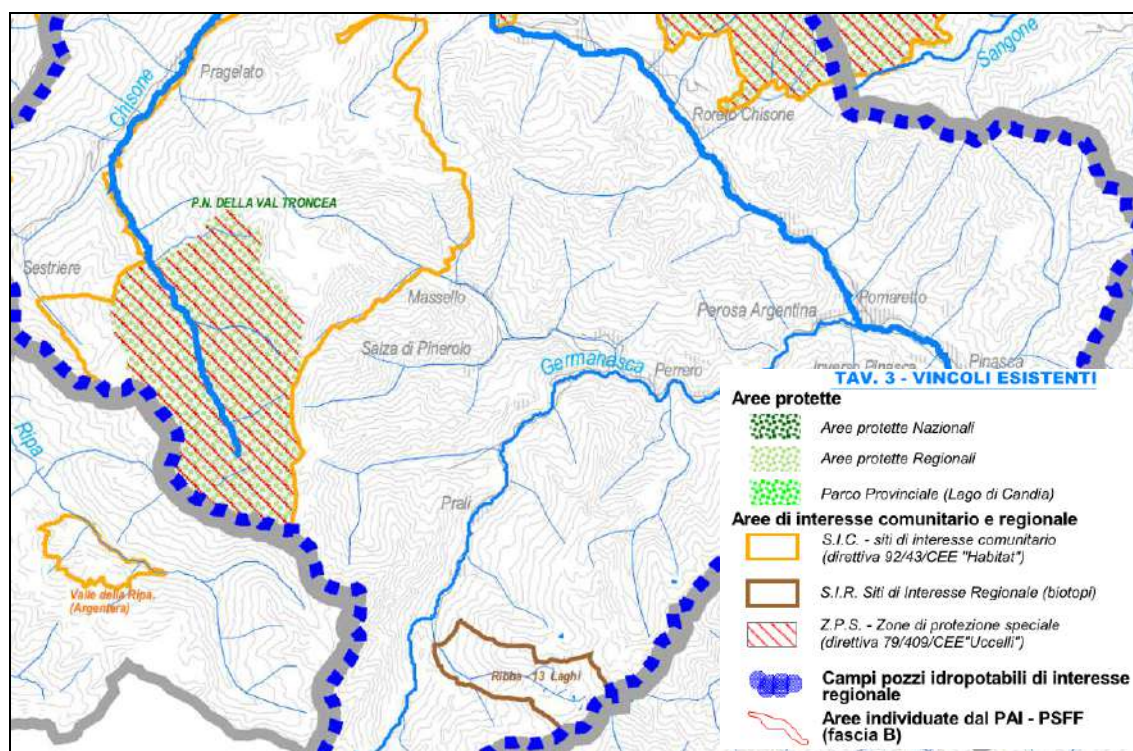 Pragelato
Chisone
Sangone
Roreto Chisone
P.N. DELLA VAL TRONCEA
Sestriere
Massello
Perosa Argentina
Pomaretto
Salza di Pinerolo
Germanasca
Perrero
Inverso Pinasca
Pinasca
Ripa
Prali
Valle della Ripa.
(Argentera)
Ribba - 13 Laghi
TAV. 3 - VINCOLI ESISTENTI
Aree protette
Aree protette Nazionali
Aree protette Regionali
Parco Provinciale (Lago di Candia)
Aree di interesse comunitario e regionale
S.I.C. - siti di interesse comunitario
(direttiva 92/43/CEE "Habitat")
S.I.R. Siti di Interesse Regionale (biotopi)
Z.P.S. - Zone di protezione speciale
(direttiva 79/409/CEE"Uccelli")
Campi pozzi idropotabili di interesse
regionale
Aree individuate dal PAI - PSFF
(fascia B)